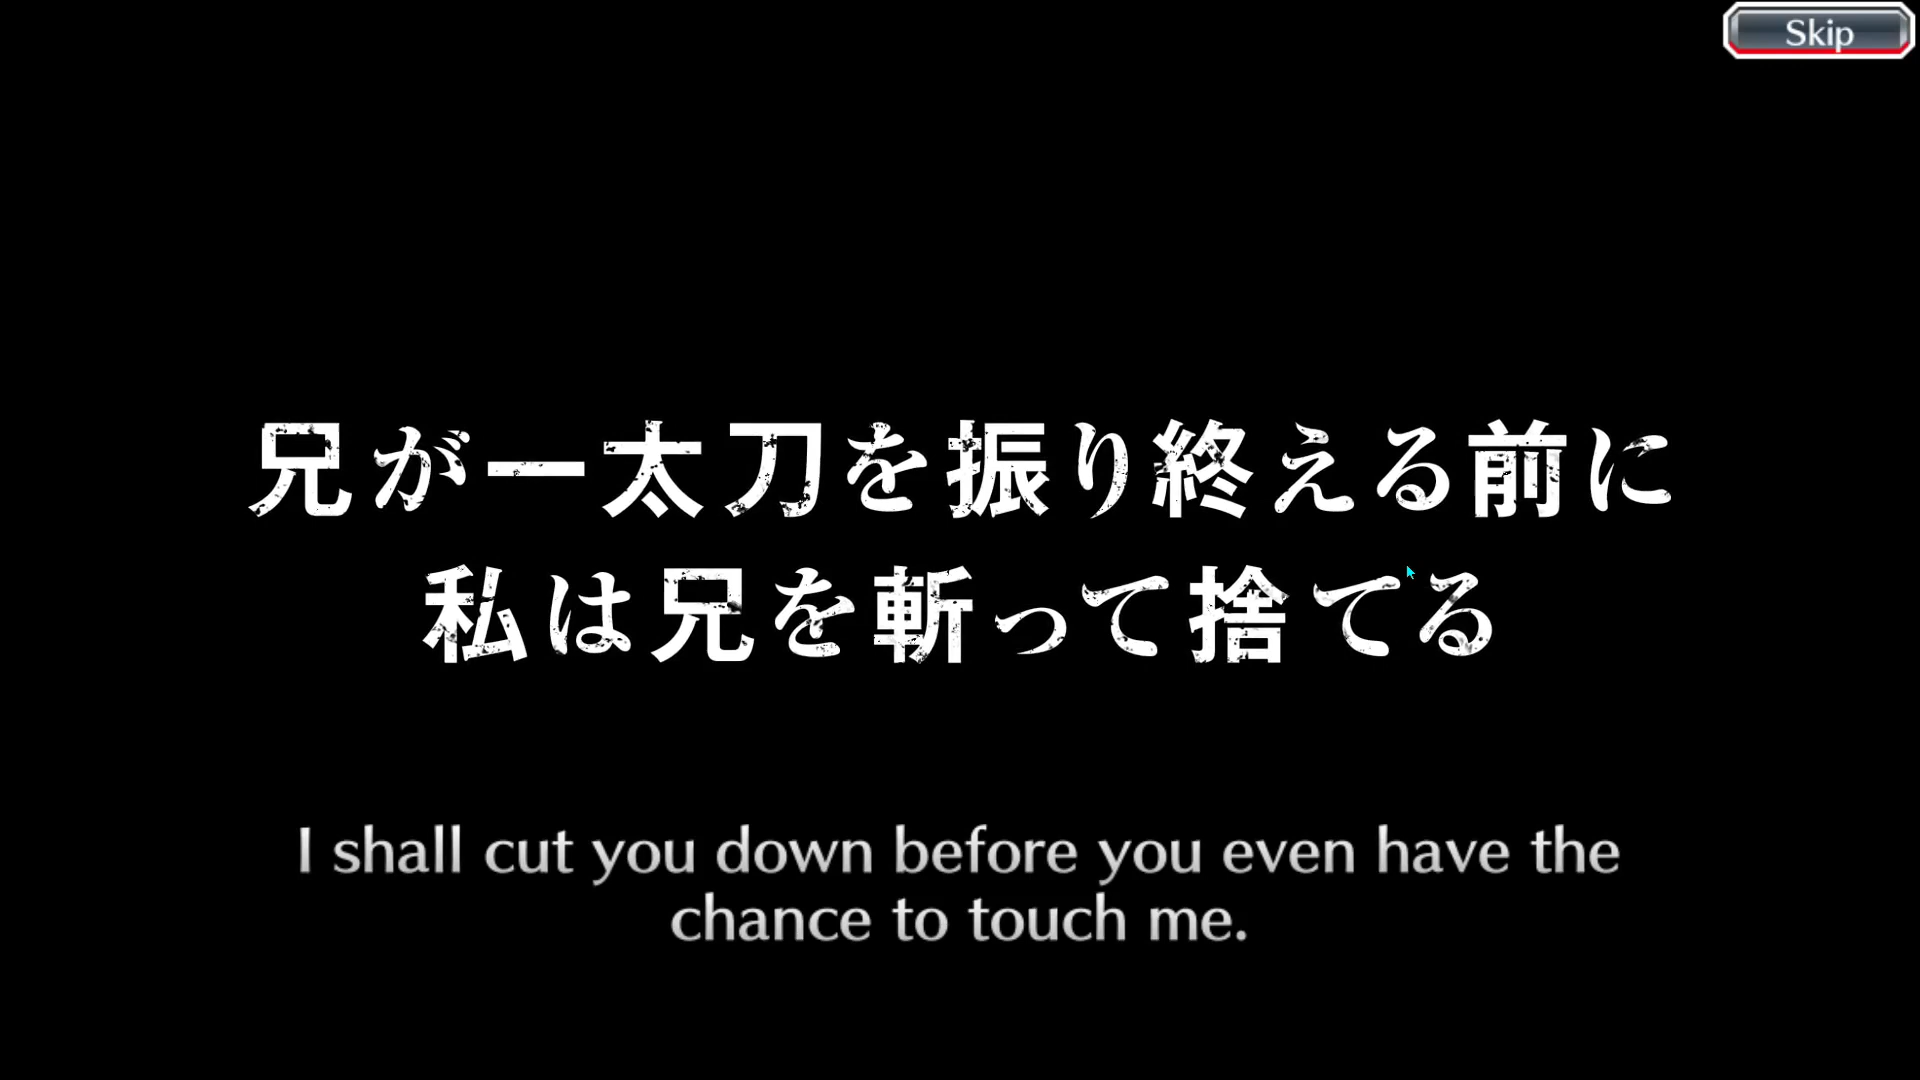 Skip
兄が一太刀を振り終える前に
私は兄を斬って捨てる
I shall cut you down before you even have the
chance to touch me.